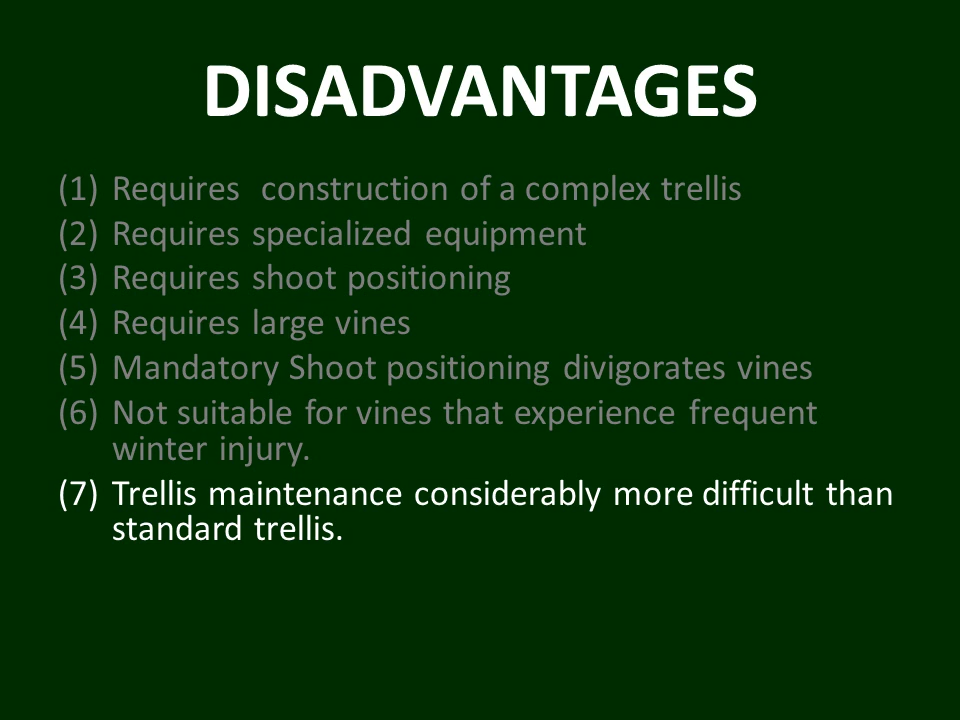 DISADVANTAGES
(1) Requires  construction of a complex trellis
(2) Requires specialized equipment
(3) Requires shoot positioning
(4) Requires large vines
(5) Mandatory Shoot positioning divigorates vines
(6) Not suitable for vines that experience frequent
winter injury.
(7) Trellis maintenance considerably more difficult than
standard trellis.